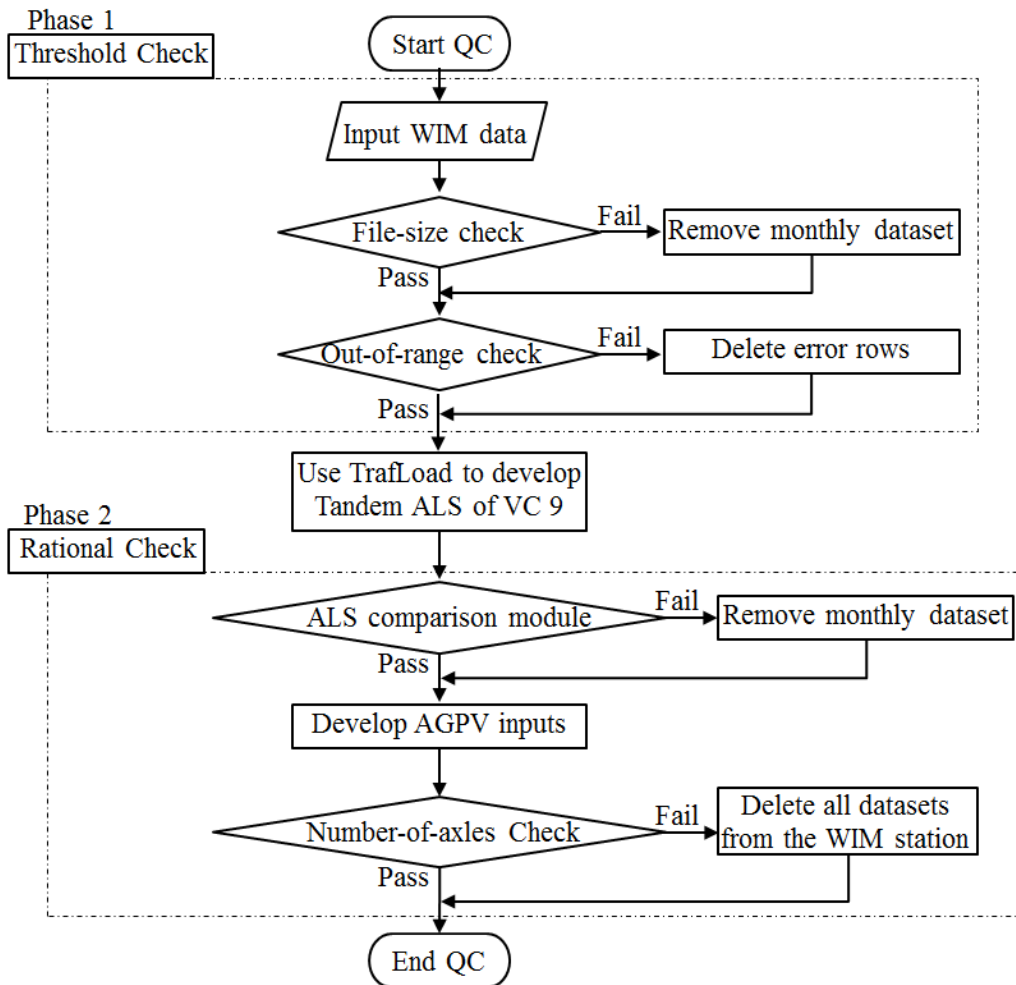 Phase 1
Threshold Check
Start QC
Input WIM data
File-size check
Fail
Remove monthly dataset
Pass
Out-of-range check
Fail
Delete error rows
Pass
Use TrafLoad to develop
Tandem ALS of VC 9
Phase 2
Rational Check
ALS comparison module
Fail
Remove monthly dataset
Pass
Develop AGPV inputs
Number-of-axles Check
Fail
Delete all datasets
from the WIM station
Pass
End QC